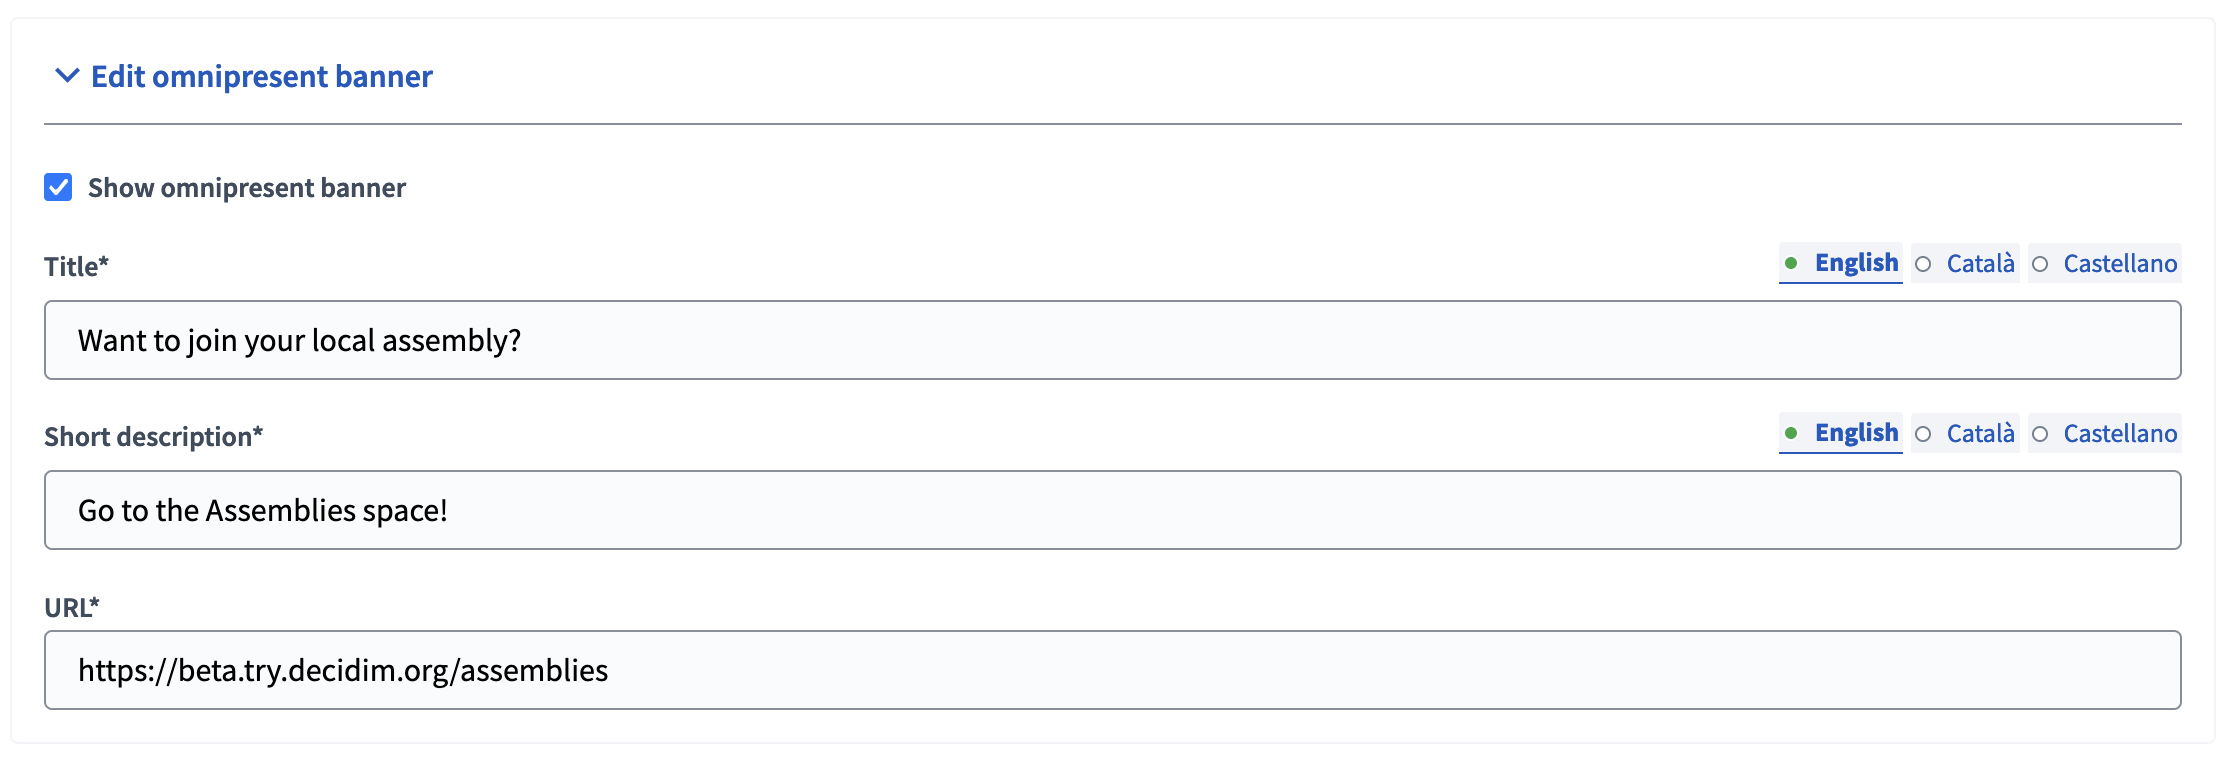 Edit omnipresent banner
Show omnipresent banner
Title* English Català Castellano
Want to join your local assembly?
Short description* English Català Castellano
Go to the Assemblies space!
URL*
https://beta.try.decidim.org/assemblies